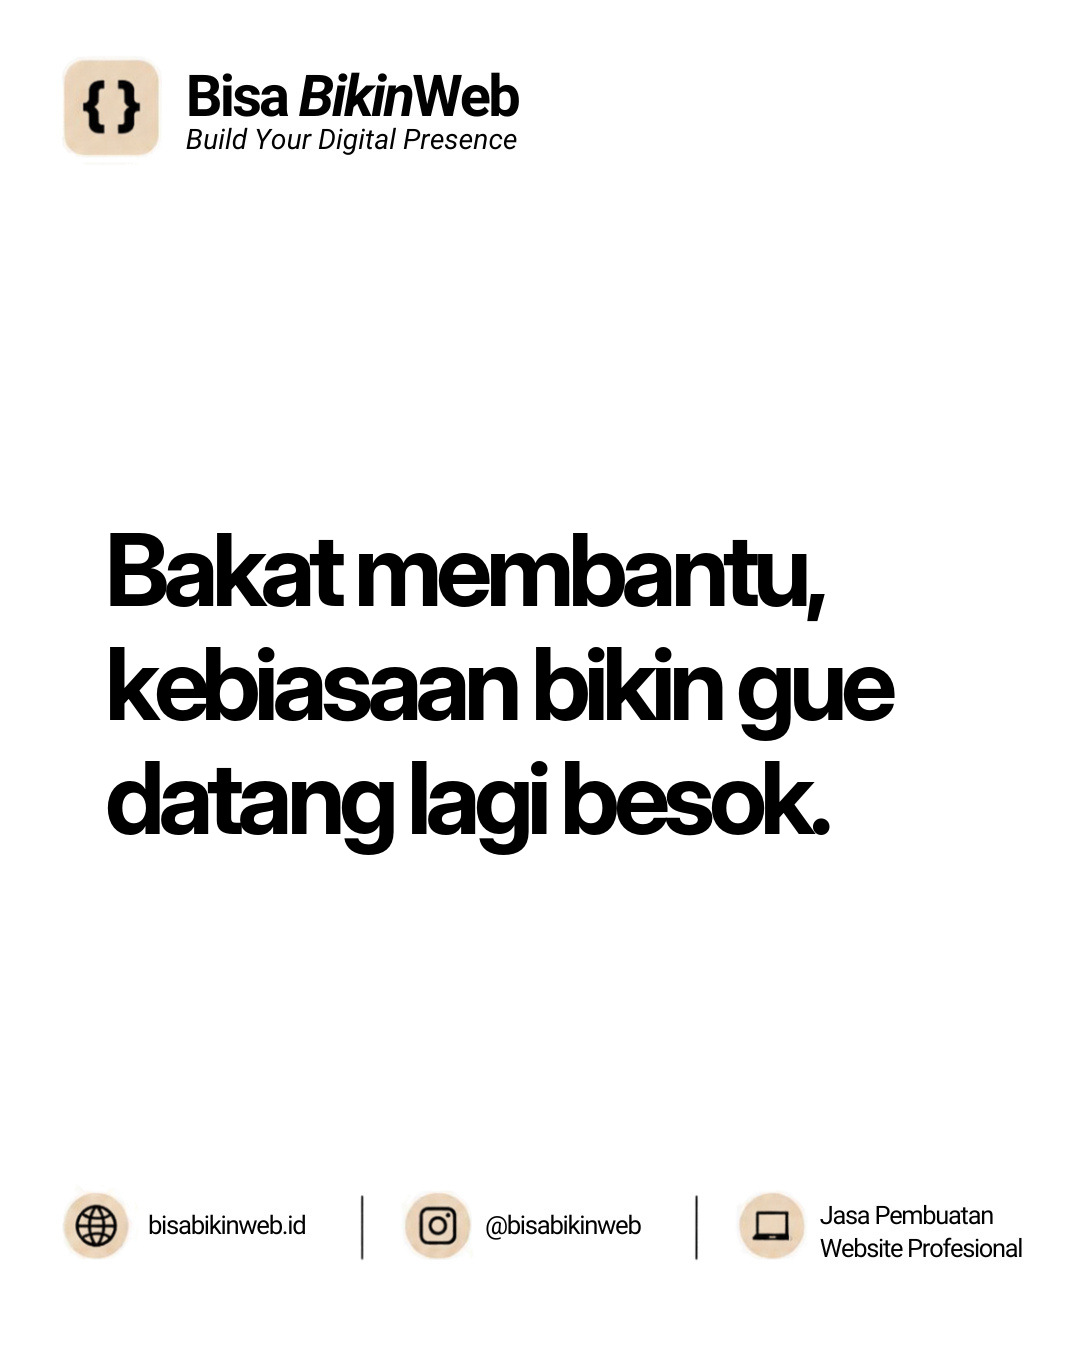 { }
Bisa BikinWeb
Build Your Digital Presence
Bakat membantu,
kebiasaan bikin gue
datang lagi besok.
bisabikinweb.id
@bisabikinweb
Jasa Pembuatan
Website Profesional